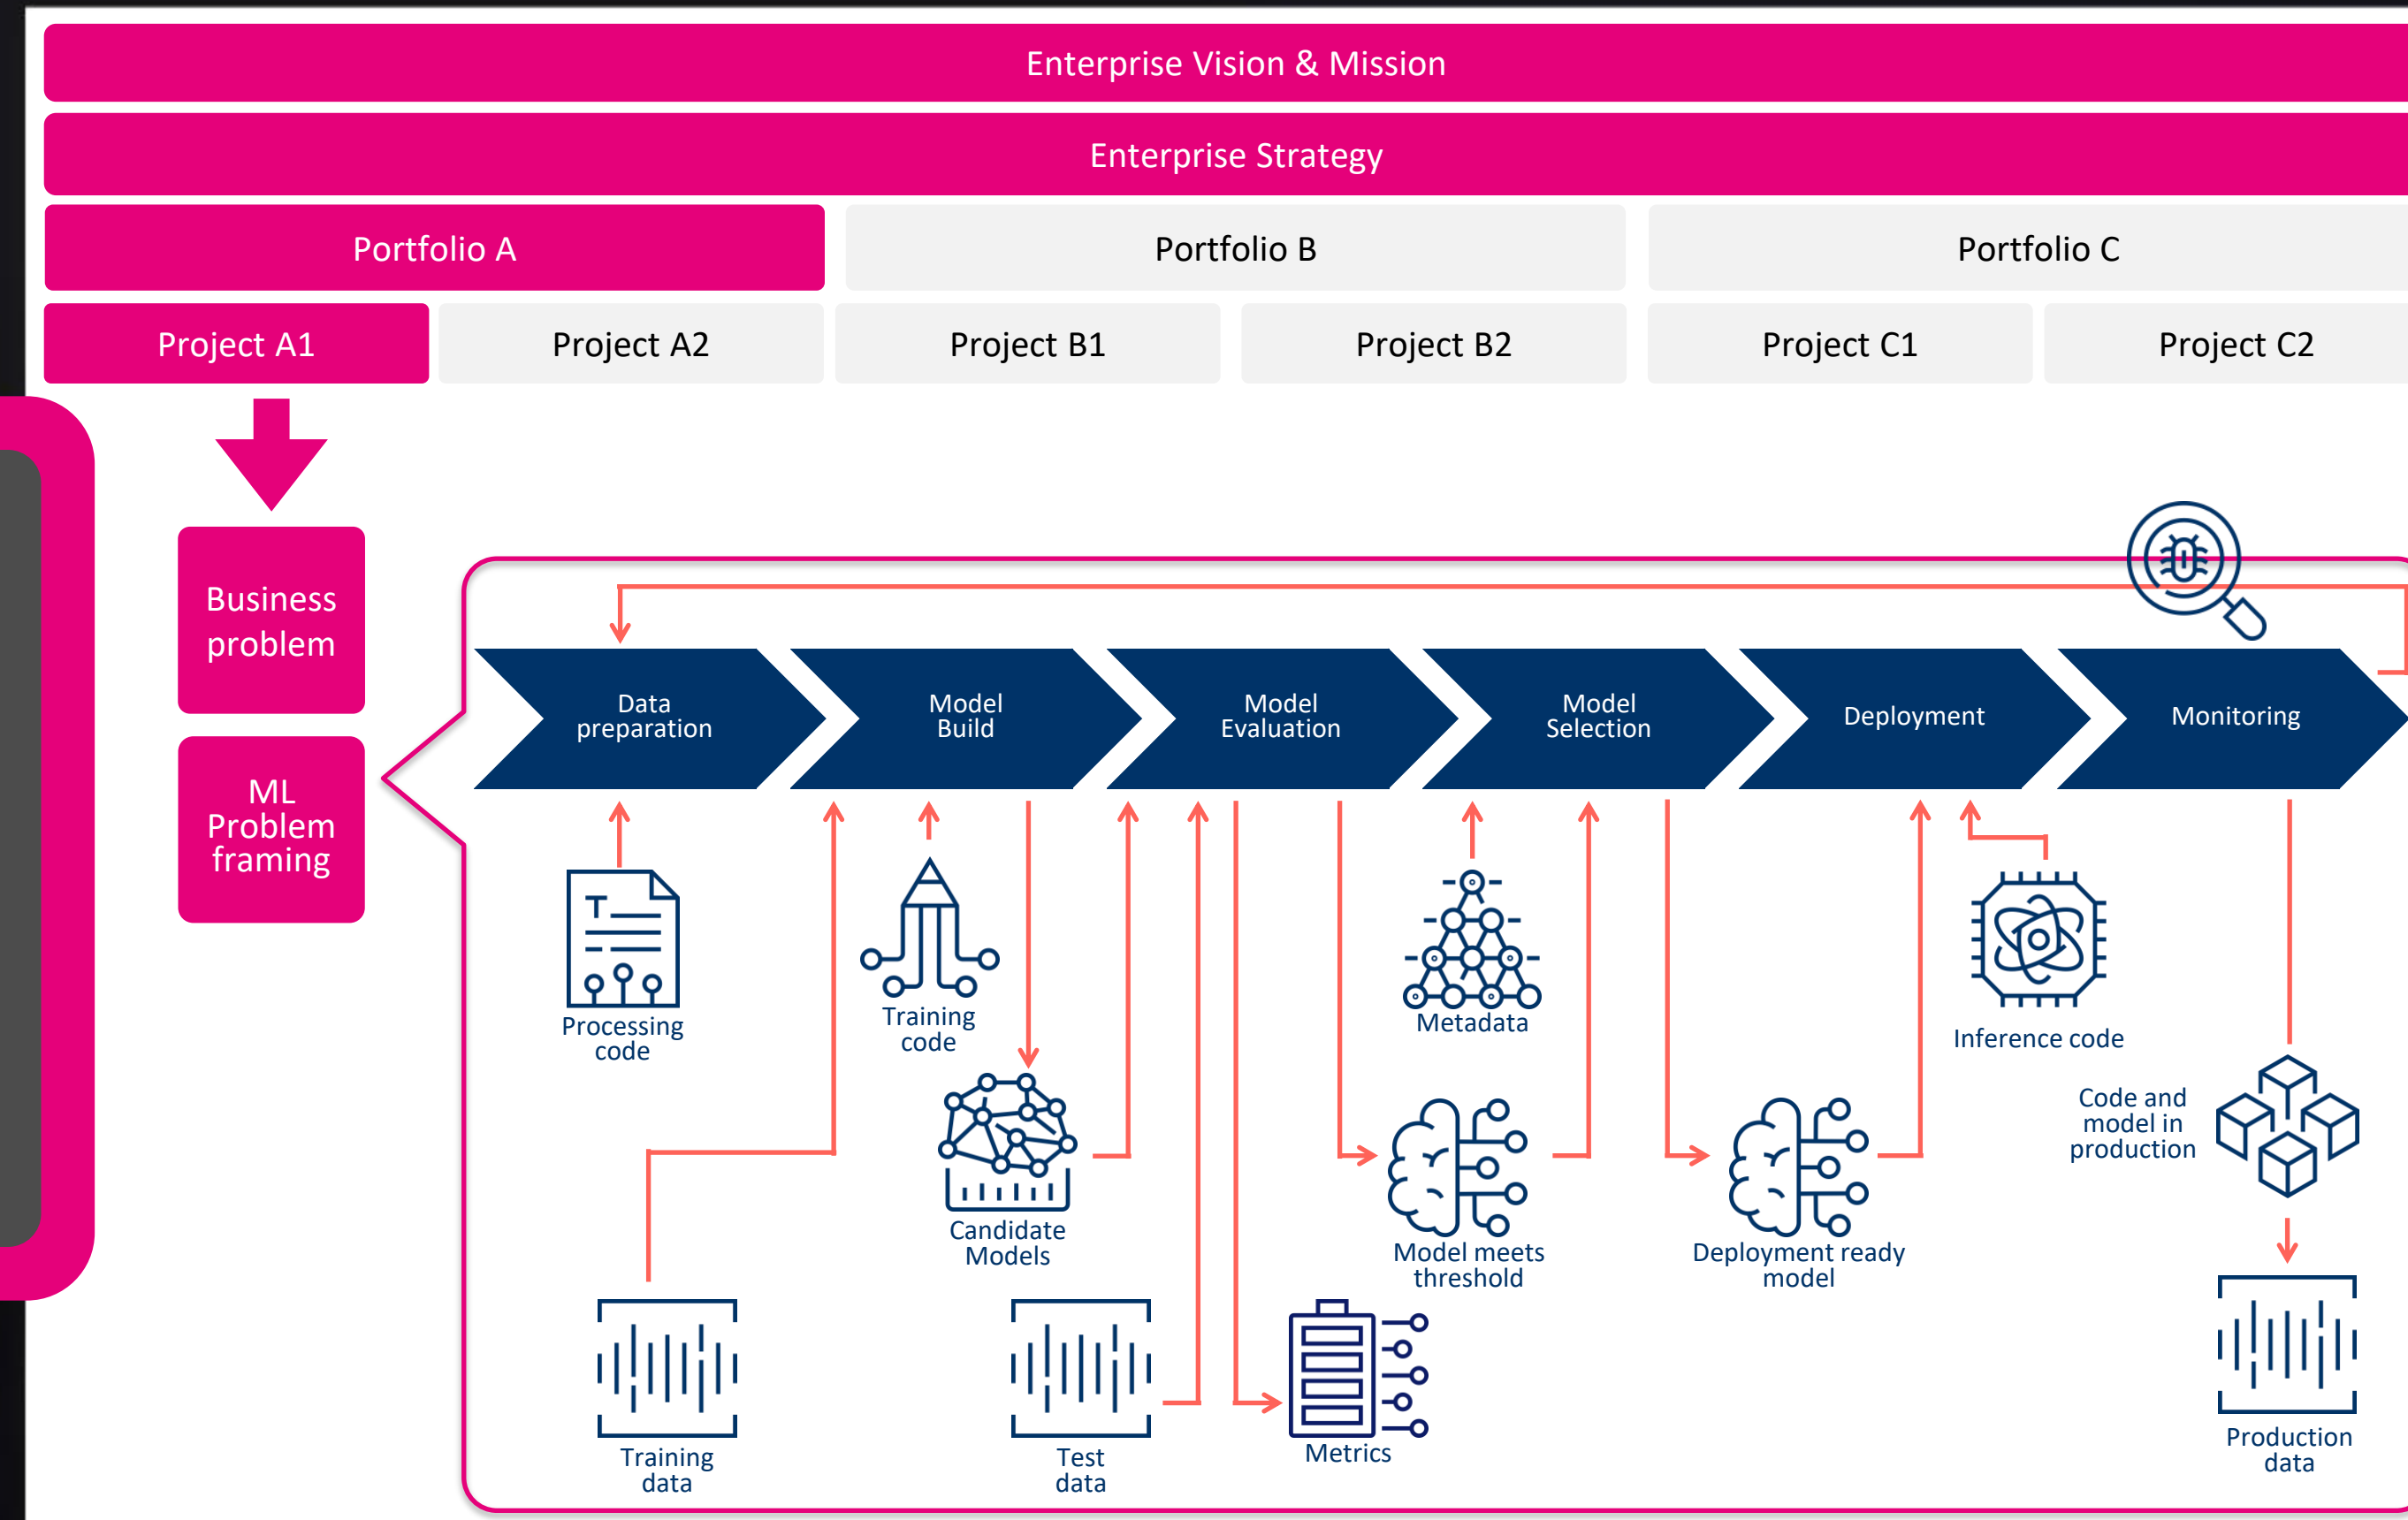 Enterprise Vision & Mission
Enterprise Strategy
Portfolio A
Portfolio B
Portfolio C
Project A1
Project A2
Project B1
Project B2
Project C1
Project C2
Business
problem
ML
Problem
framing
Data
preparation
Model
Build
Model
Evaluation
Model
Selection
Deployment
Monitoring
Processing
code
Training
code
Metadata
Inference code
Candidate
Models
Model meets
threshold
Deployment ready
model
Code and
model in
production
Training
data
Test
data
Metrics
Production
data